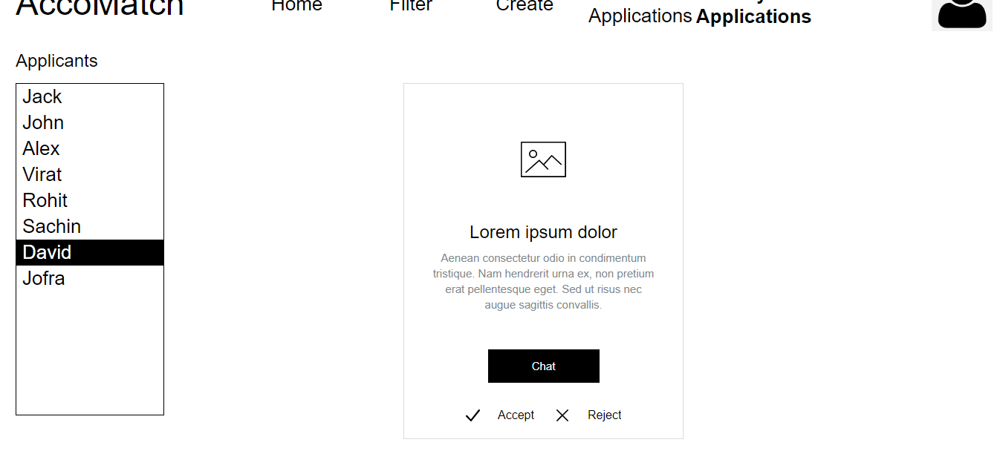 AccoMatch
Home
Filter
Create
Applications
Applications
Applicants
Jack
John
Alex
Virat
Rohit
Sachin
David
Jofra
Lorem ipsum dolor
Aenean consectetur odio in condimentum
tristique. Nam hendrerit urna ex, non pretium
erat pellentesque eget. Sed ut risus nec
augue sagittis convallis.
Chat
Accept
Reject